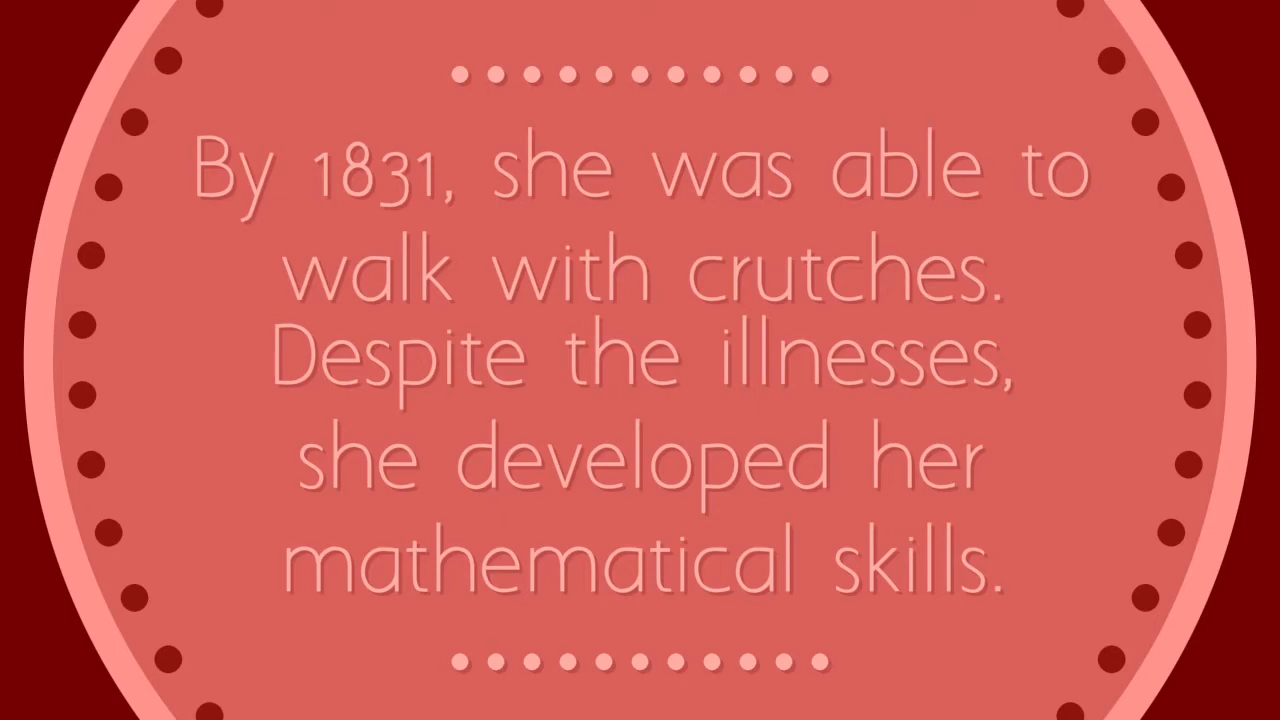 By 1831, she was able to
walk with crutches.
Despite the illnesses,
she developed her
mathematical skills.